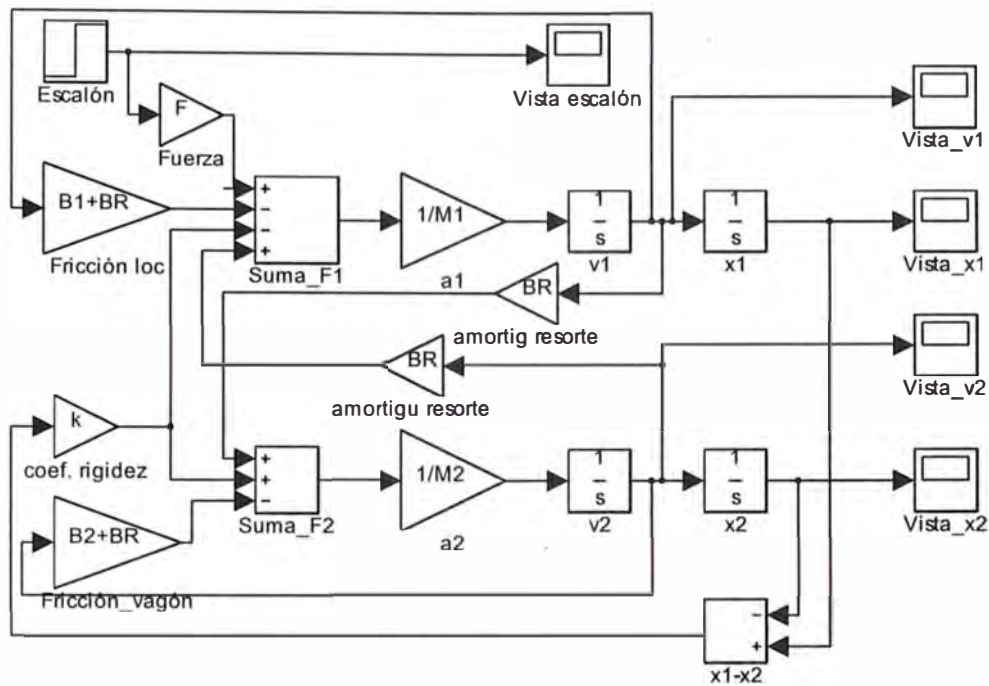 Escalón
Vista escalón
F
Fuerza
Vista_v1
B1+BR
Fricción loc
+
−
−
+
Suma_F1
1/M1
a1
1
s
v1
1
s
x1
Vista_x1
BR
amortig resorte
BR
amortigu resorte
Vista_v2
k
coef. rigidez
+
+
−
Suma_F2
1/M2
a2
1
s
v2
1
s
x2
Vista_x2
B2+BR
Fricción_vagón
−
+
x1-x2